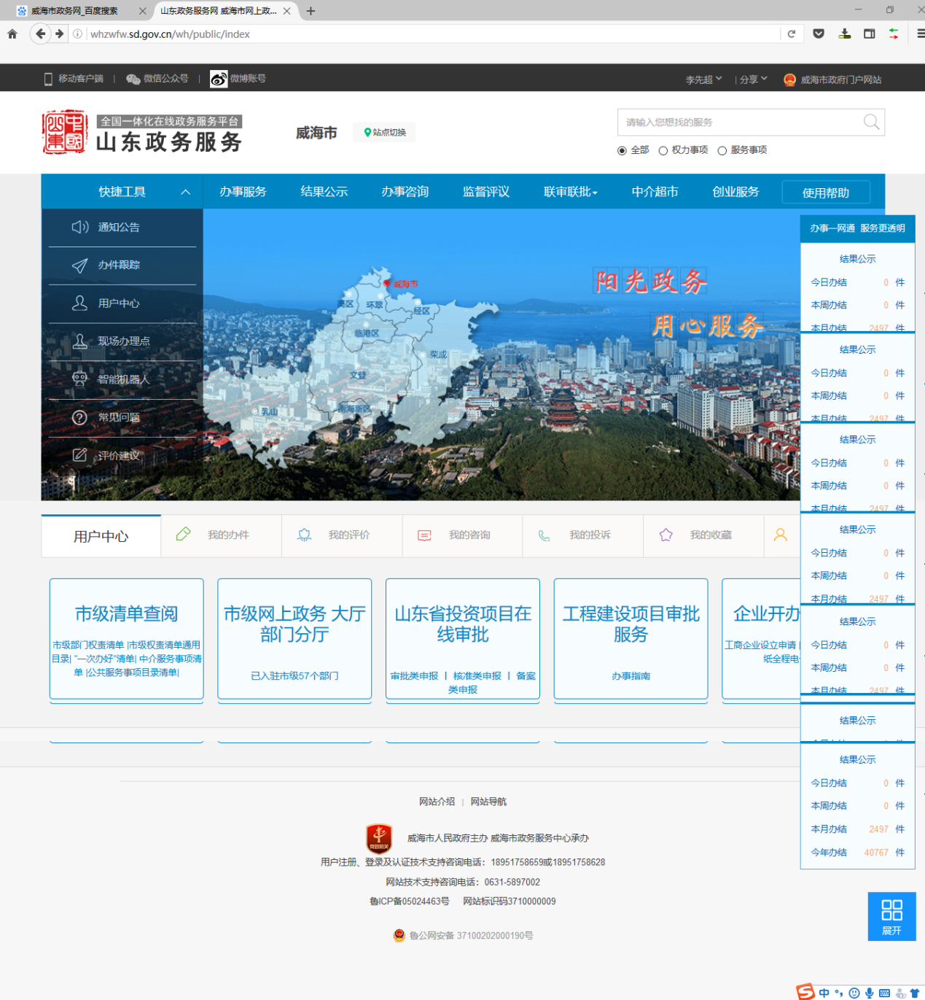 威海市政务网_百度搜索
山东政务服务网 威海市网上政...
whzwfw.sd.gov.cn/wh/public/index
移动客户端 | 微信公众号 | 微博账号
李先超 | 分享 威海市政府门户网站
全国一体化在线政务服务平台
山东政务服务
威海市 站点切换
请输入您想找的服务
全部 权力事项 服务事项
快捷工具 办事服务 结果公示 办事咨询 监督评议 联审联批 中介超市 创业服务 使用帮助
通知公告
办件跟踪
用户中心
现场办理点
智能机器人
常见问题
评价建议
威海市
环翠
经区
临港区
荣成
文登
南海新区
乳山
阳光政务
用心服务
办事一网通 服务更透明
结果公示
今日办结 0 件
本周办结 0 件
本月办结 2497 件
结果公示
今日办结 0 件
本周办结 0 件
本月办结 2497 件
结果公示
今日办结 0 件
本周办结 0 件
本月办结 2497 件
结果公示
今日办结 0 件
本周办结 0 件
本月办结 2497 件
结果公示
今日办结 0 件
本周办结 0 件
本月办结 2497 件
结果公示
结果公示
今日办结 0 件
本周办结 0 件
本月办结 2497 件
今年办结 40767 件
用户中心 我的办件 我的评价 我的咨询 我的投诉 我的收藏
市级清单查阅
市级部门权责清单 |市级权责清单通用
目录| "一次办好"清单| 中介服务事项清
单 |公共服务事项目录清单|
市级网上政务 大厅
部门分厅
已入驻市级57个部门
山东省投资项目在
线审批
审批类申报 | 核准类申报 | 备案
类申报
工程建设项目审批
服务
办事指南
企业开办
工商企业设立申请 |
纸全程电
网站介绍 | 网站导航
威海市人民政府主办 威海市政务服务中心承办
用户注册、登录及认证技术支持咨询电话：18951758659或18951758628
网站技术支持咨询电话：0631-5897002
鲁ICP备05024463号 网站标识码3710000009
鲁公网安备 37100202000190号
展开
中